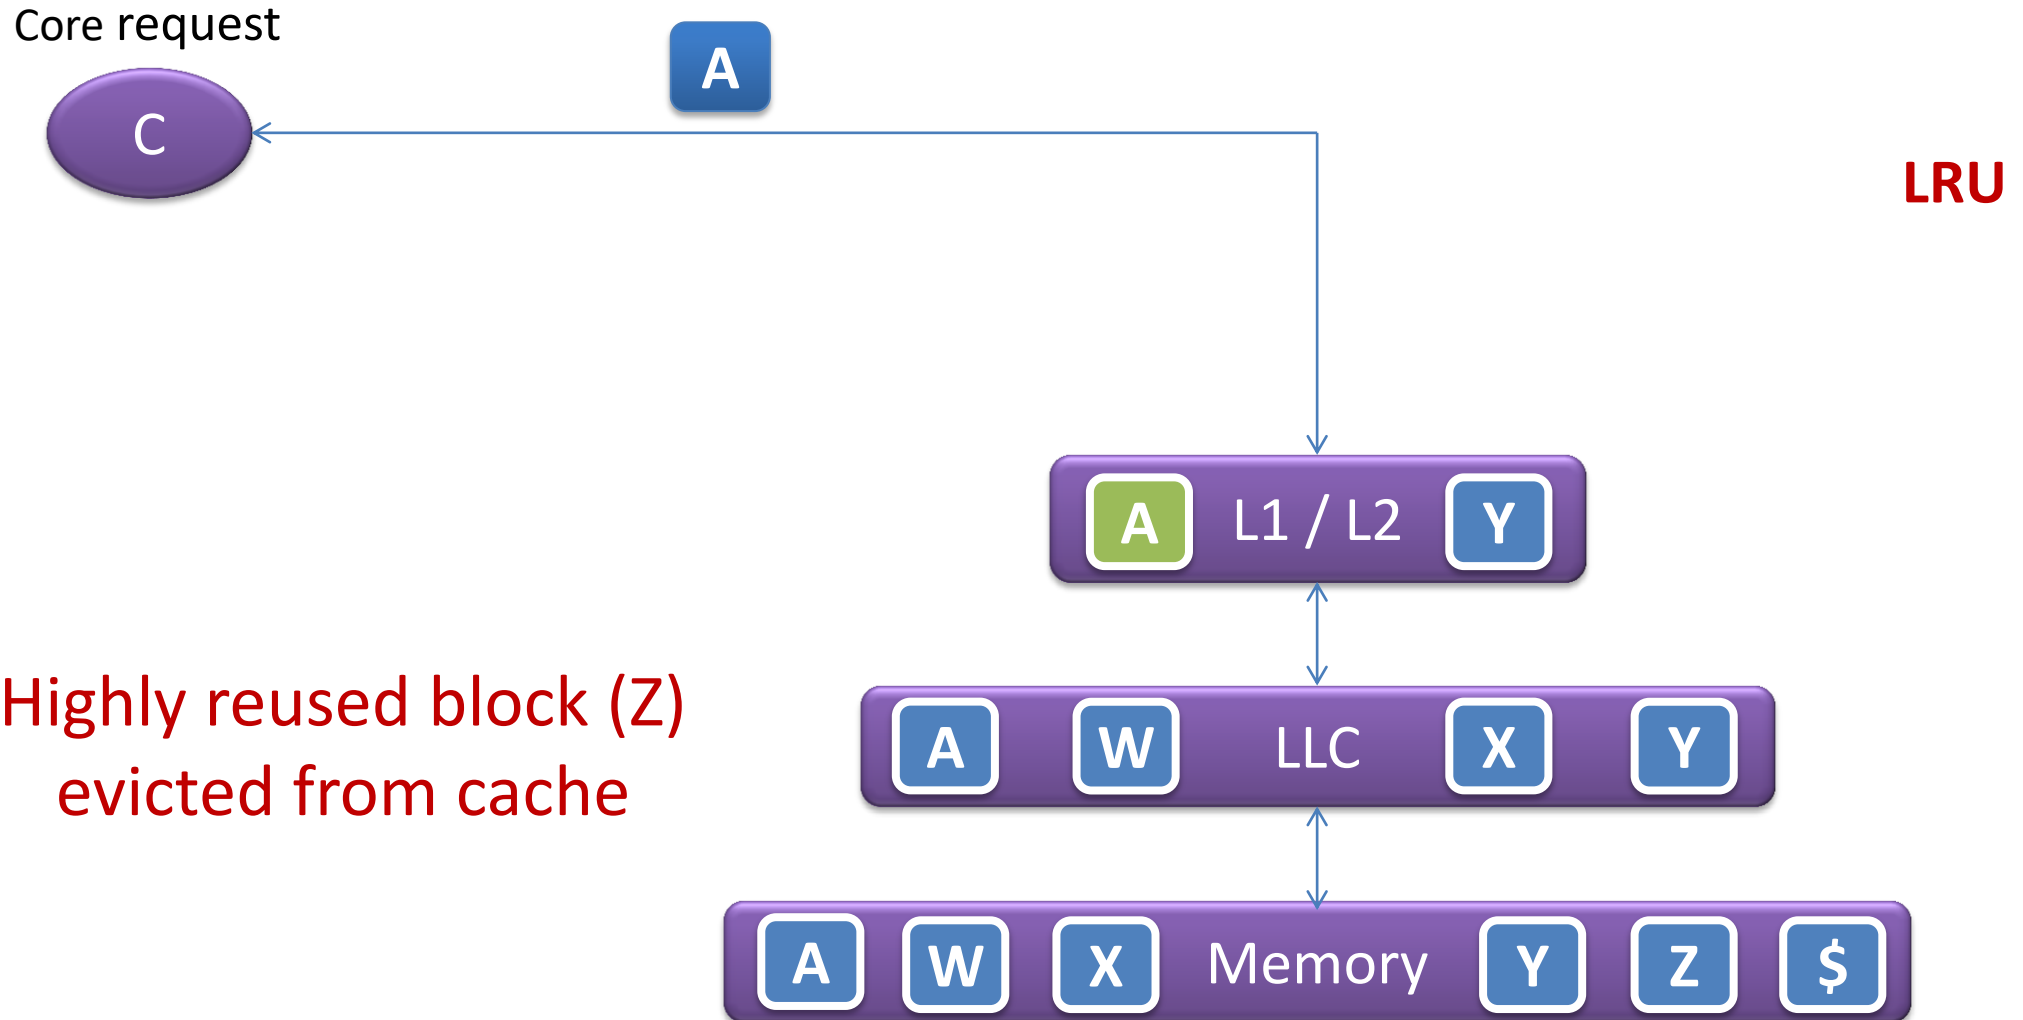 Core request
A
C
LRU
A L1 / L2 Y
Highly reused block (Z)
evicted from cache
A W LLC X Y
A W X Memory Y Z $